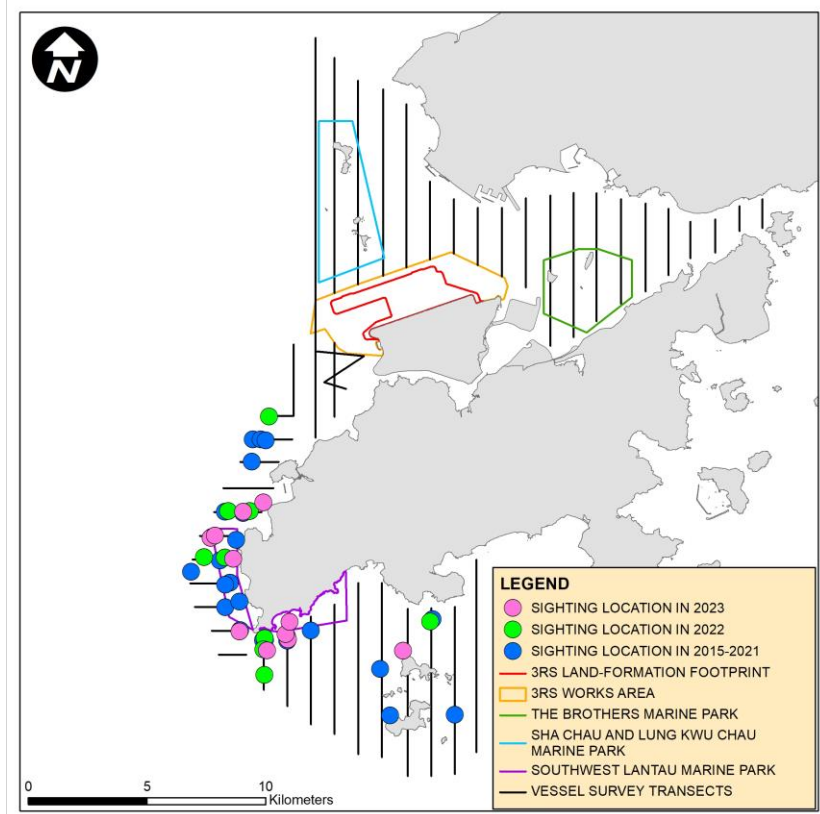 N
LEGEND
SIGHTING LOCATION IN 2023
SIGHTING LOCATION IN 2022
SIGHTING LOCATION IN 2015-2021
3RS LAND-FORMATION FOOTPRINT
3RS WORKS AREA
THE BROTHERS MARINE PARK
SHA CHAU AND LUNG KWU CHAU
MARINE PARK
SOUTHWEST LANTAU MARINE PARK
VESSEL SURVEY TRANSECTS
0 5 10
Kilometers